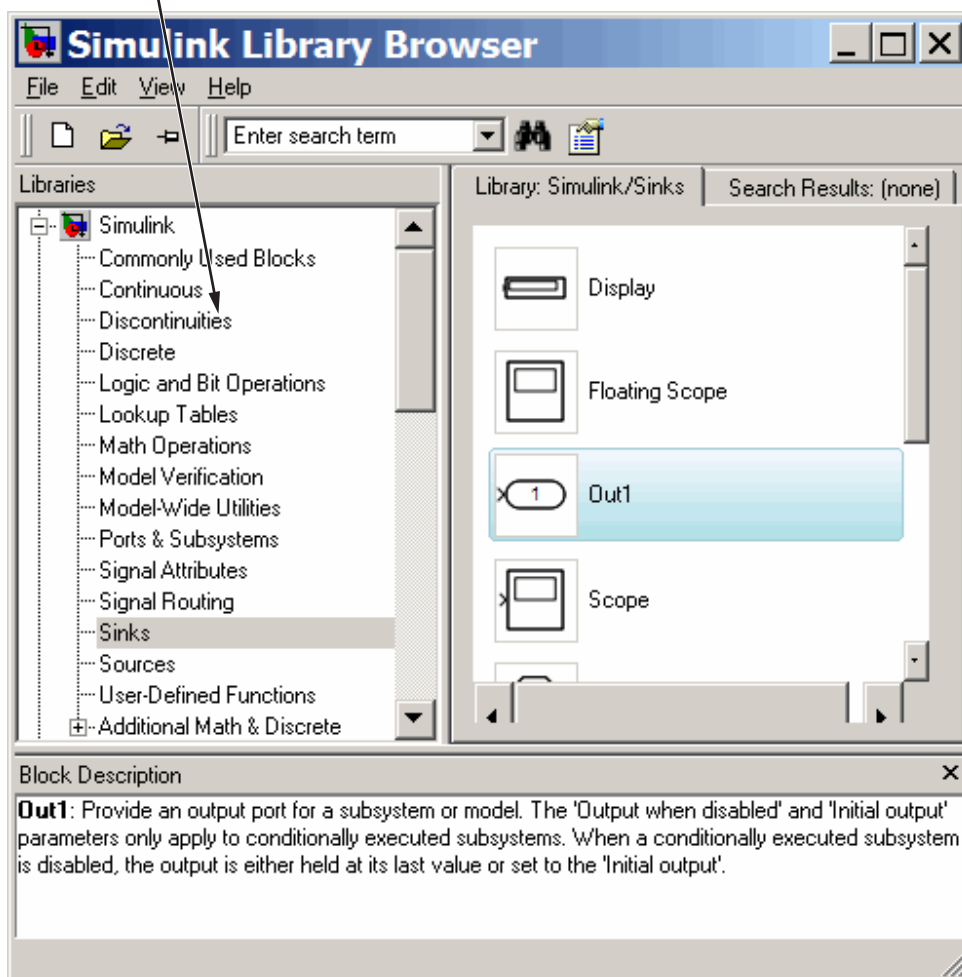 Simulink Library Browser
File Edit View Help
Enter search term
Libraries
Library: Simulink/Sinks
Search Results: (none)
Simulink
Commonly Used Blocks
Continuous
Discontinuities
Discrete
Logic and Bit Operations
Lookup Tables
Math Operations
Model Verification
Model-Wide Utilities
Ports & Subsystems
Signal Attributes
Signal Routing
Sinks
Sources
User-Defined Functions
Additional Math & Discrete
Display
Floating Scope
1
Out1
Scope
Block Description
Out1: Provide an output port for a subsystem or model. The 'Output when disabled' and 'Initial output'
parameters only apply to conditionally executed subsystems. When a conditionally executed subsystem
is disabled, the output is either held at its last value or set to the 'Initial output'.